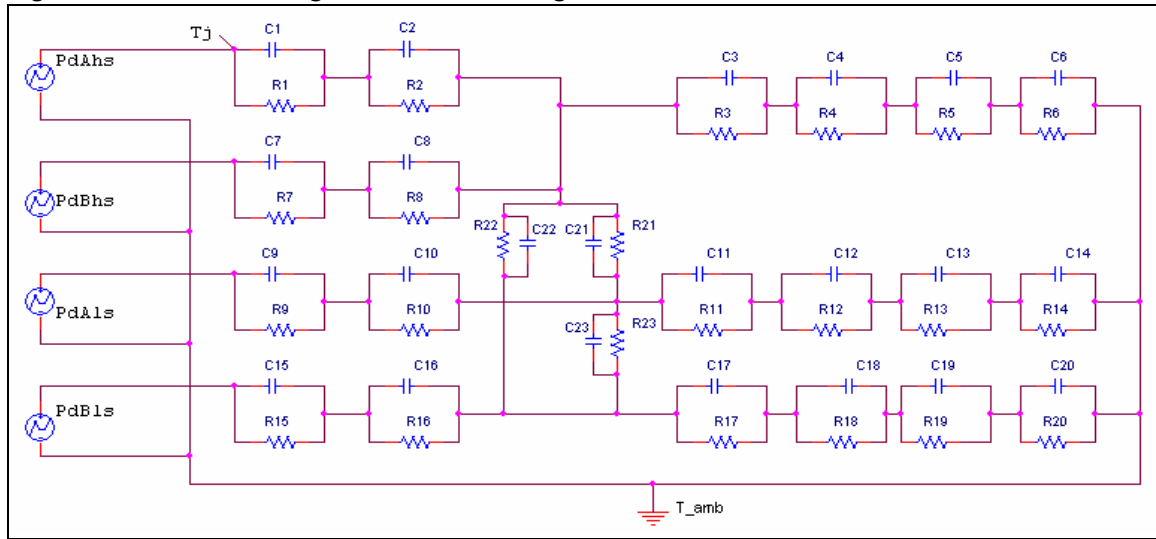 Tj
C1
C2
PdAhs
R1
R2
C3
C4
C5
C6
R3
R4
R5
R6
C7
C8
PdBhs
R7
R8
R22
C22
C21
R21
C9
C10
C11
C12
C13
C14
PdAls
R9
R10
R11
R12
R13
R14
C23
R23
C15
C16
C17
C18
C19
C20
PdBls
R15
R16
R17
R18
R19
R20
T_amb